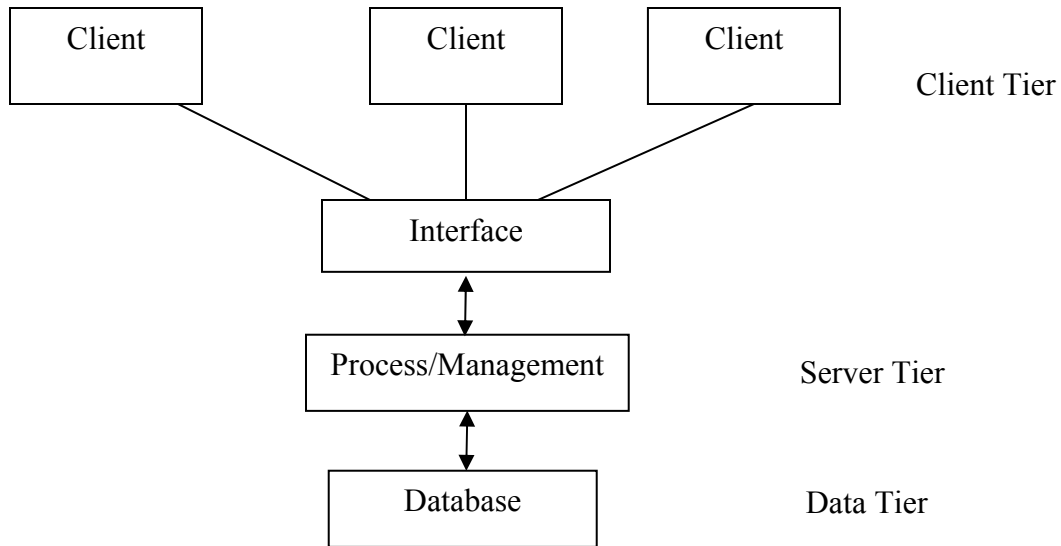 Client
Client
Client
Client Tier
Interface
Process/Management
Server Tier
Database
Data Tier